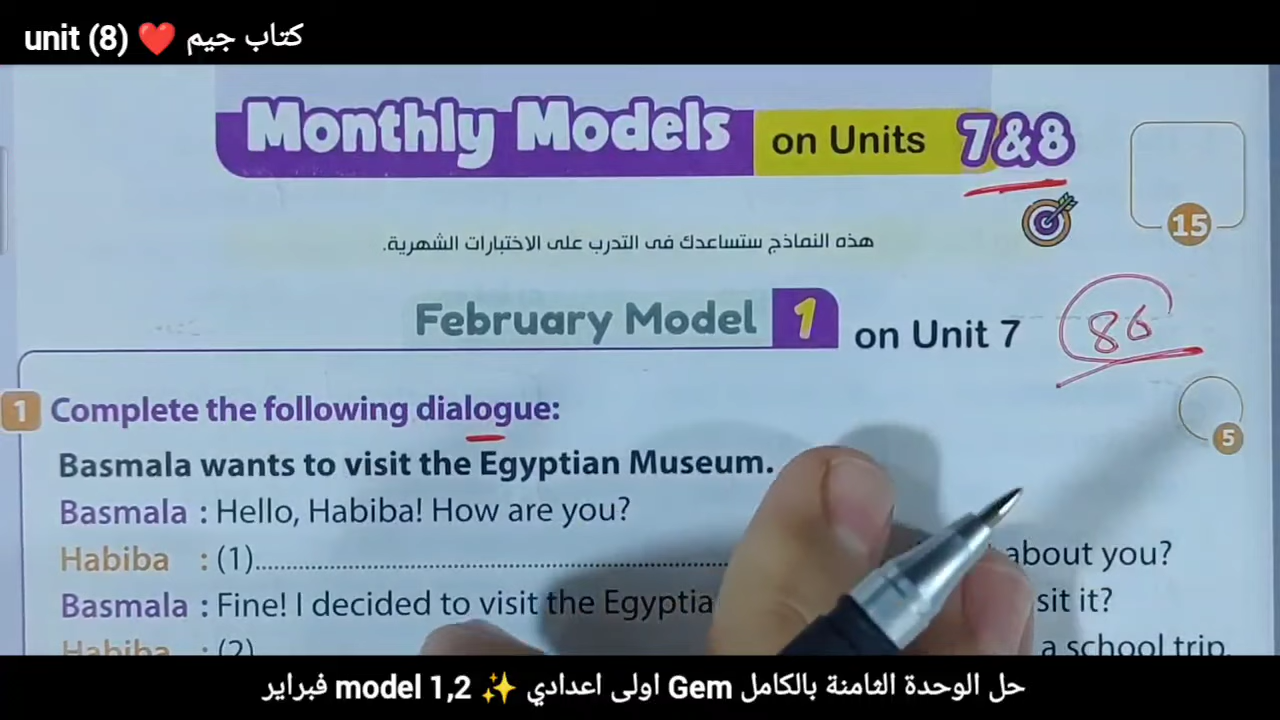 unit (8) ❤️ كتاب جيم
Monthly Models on Units 7&8
15
هذه النماذج ستساعدك فى التدرب على الاختبارات الشهرية.
February Model 1 on Unit 7
86
1 Complete the following dialogue:
5
Basmala wants to visit the Egyptian Museum.
Basmala : Hello, Habiba! How are you?
Habiba : (1)............................................................ about you?
Basmala : Fine! I decided to visit the it?
Habiba : (2) a school trip.
حل الوحدة الثامنة بالكامل Gem اولى اعدادي ✨ model 1,2 فبراير